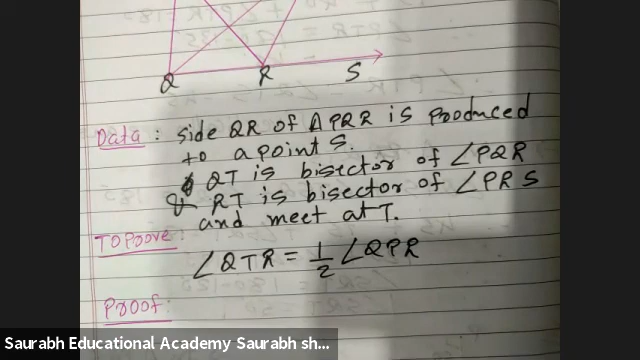 Q R S
Data: side QR of ΔPQR is produced
to a point S.
QT is bisector of ∠PQR
& RT is bisector of ∠PRS
and meet at T.
TO Proove:
∠QTR = 1/2 ∠QPR
Proof:
Saurabh Educational Academy Saurabh sh...